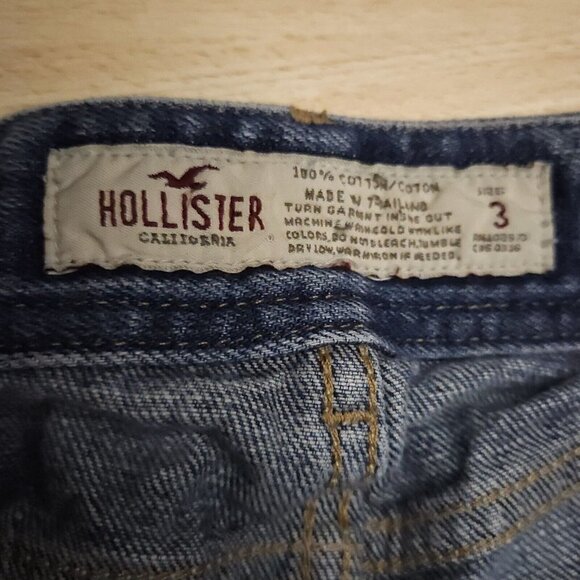 HOLLISTER
CALIFORNIA
100% COTTON/COTON
MADE IN THAILAND
TURN GARMENT INSIDE OUT
MACHINE WASH COLD WITH LIKE
COLORS, DO NOT BLEACH, TUMBLE
DRY LOW, WARM IRON IF NEEDED.
SIZE
3